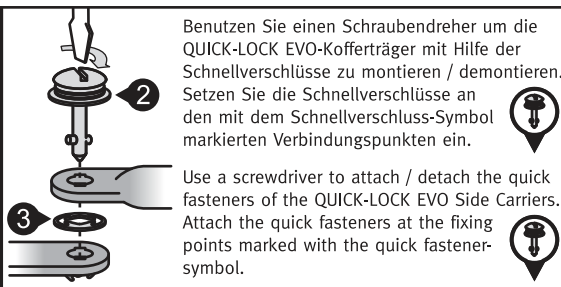 Benutzen Sie einen Schraubendreher um die
QUICK-LOCK EVO-Kofferträger mit Hilfe der
Schnellverschlüsse zu montieren / demontieren.
Setzen Sie die Schnellverschlüsse an
den mit dem Schnellverschluss-Symbol
markierten Verbindungspunkten ein.
Use a screwdriver to attach / detach the quick
fasteners of the QUICK-LOCK EVO Side Carriers.
Attach the quick fasteners at the fixing
points marked with the quick fastener-
symbol.
2
3